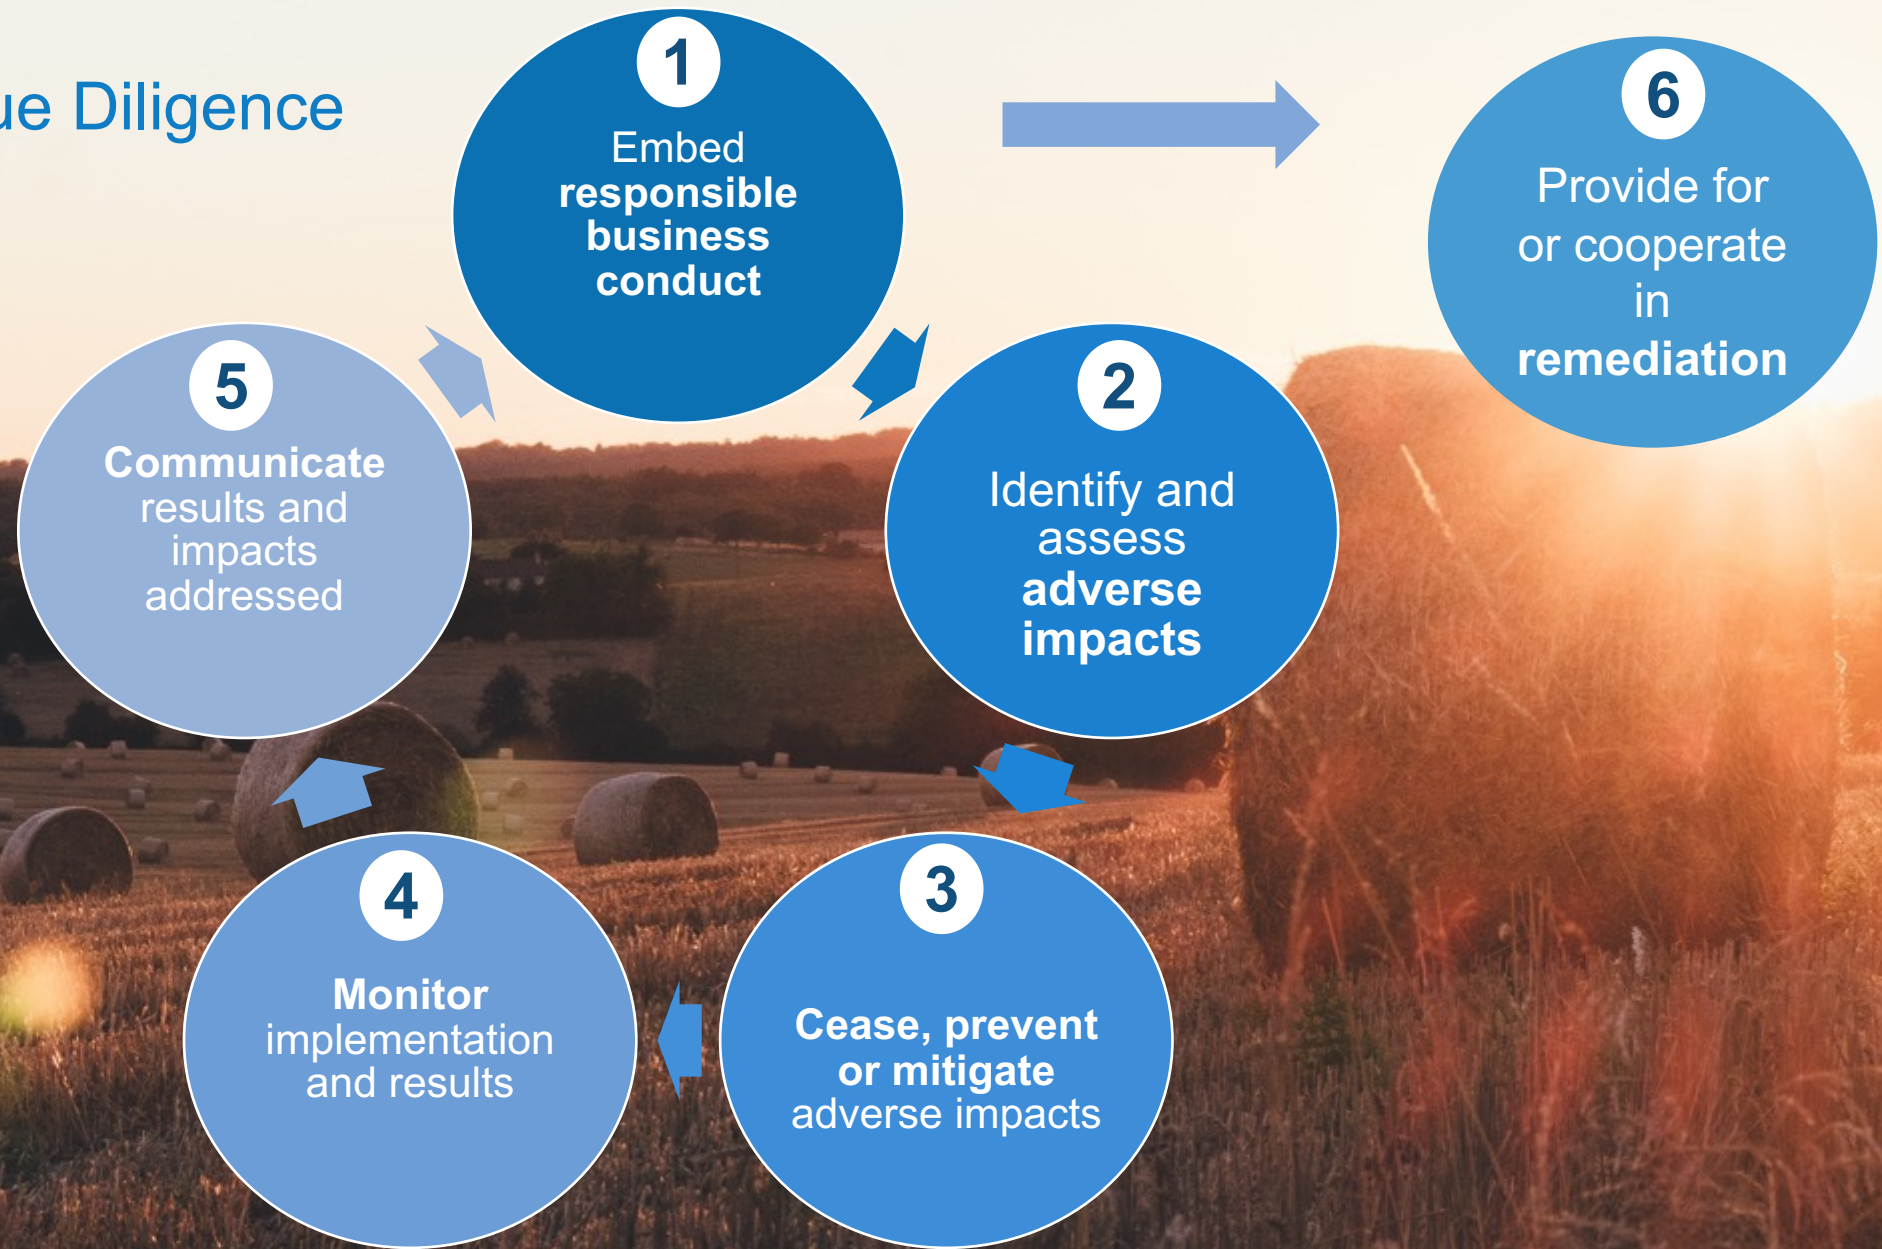 Diligence
1
Embed
responsible
business
conduct
6
Provide for
or cooperate
in
remediation
5
Communicate
results and
impacts
addressed
2
Identify and
assess
adverse
impacts
4
Monitor
implementation
and results
3
Cease, prevent
or mitigate
adverse impacts